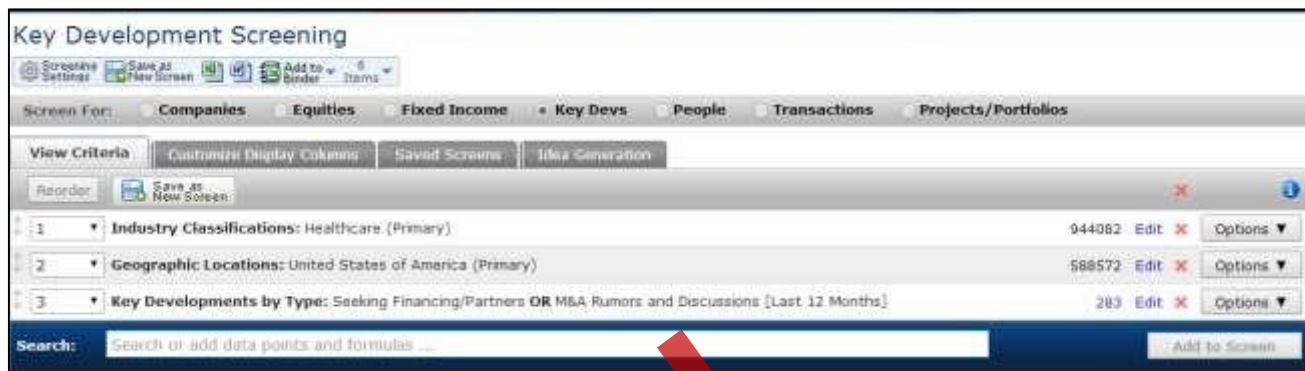 Key Development Screening
Screening Settings Save as New Screen Add to Binder 0 Items
Screen For: Companies Equities Fixed Income Key Devs People Transactions Projects/Portfolios
View Criteria Customize Display Columns Saved Screens Idea Generation
Reorder Save as New Screen
1 Industry Classifications: Healthcare (Primary) 944082 Edit Options
2 Geographic Locations: United States of America (Primary) 588572 Edit Options
3 Key Developments by Type: Seeking Financing/Partners OR M&A Rumors and Discussions [Last 12 Months] 283 Edit Options
Search: Search or add data points and formulas ... Add to Screen